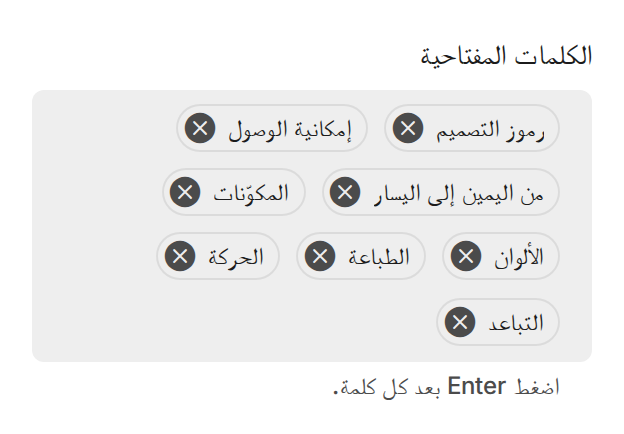 الكلمات المفتاحية
رموز التصميم إمكانية الوصول
من اليمين إلى اليسار المكوّنات
الألوان الطباعة الحركة
التباعد
اضغط Enter بعد كل كلمة.